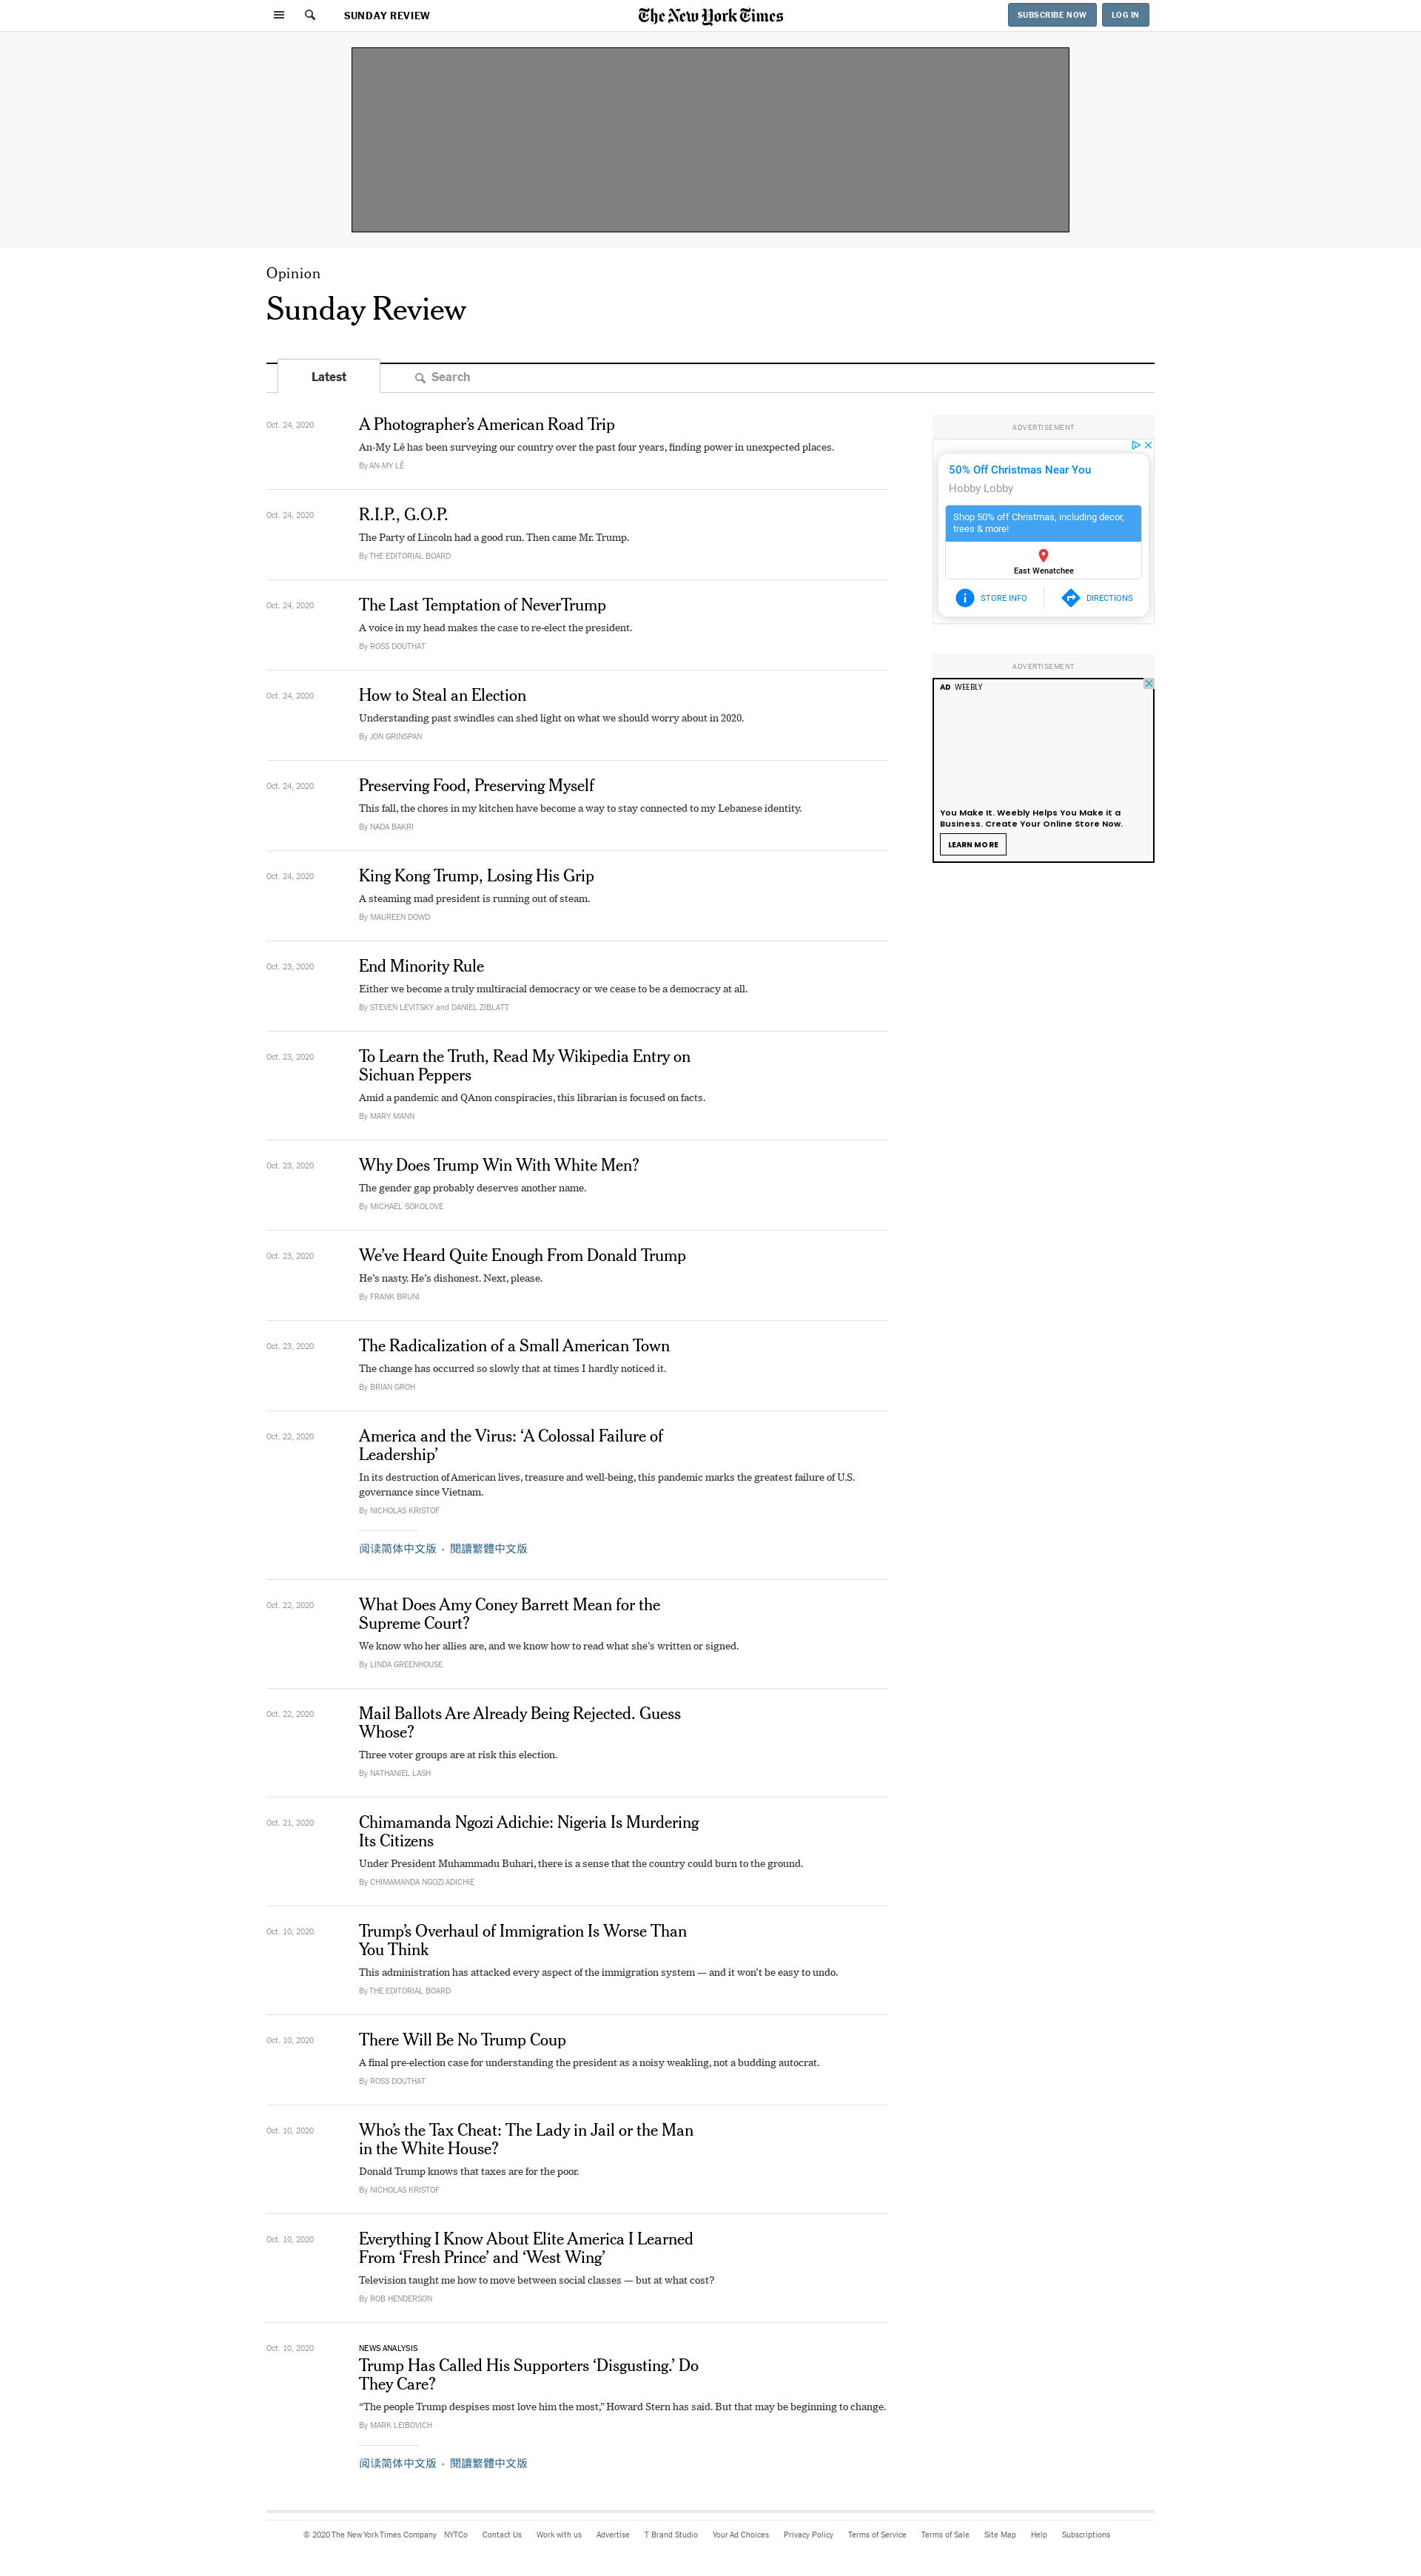 SUNDAY REVIEW
The New York Times
SUBSCRIBE NOW
LOG IN
Opinion
Sunday Review
Latest
Search
Oct. 24, 2020
A Photographer’s American Road Trip
An-My Lê has been surveying our country over the past four years, finding power in unexpected places.
By AN-MY LÊ
Oct. 24, 2020
R.I.P., G.O.P.
The Party of Lincoln had a good run. Then came Mr. Trump.
By THE EDITORIAL BOARD
Oct. 24, 2020
The Last Temptation of NeverTrump
A voice in my head makes the case to re-elect the president.
By ROSS DOUTHAT
Oct. 24, 2020
How to Steal an Election
Understanding past swindles can shed light on what we should worry about in 2020.
By JON GRINSPAN
Oct. 24, 2020
Preserving Food, Preserving Myself
This fall, the chores in my kitchen have become a way to stay connected to my Lebanese identity.
By NADA BAKRI
Oct. 24, 2020
King Kong Trump, Losing His Grip
A steaming mad president is running out of steam.
By MAUREEN DOWD
Oct. 23, 2020
End Minority Rule
Either we become a truly multiracial democracy or we cease to be a democracy at all.
By STEVEN LEVITSKY and DANIEL ZIBLATT
Oct. 23, 2020
To Learn the Truth, Read My Wikipedia Entry on
Sichuan Peppers
Amid a pandemic and QAnon conspiracies, this librarian is focused on facts.
By MARY MANN
Oct. 23, 2020
Why Does Trump Win With White Men?
The gender gap probably deserves another name.
By MICHAEL SOKOLOVE
Oct. 23, 2020
We’ve Heard Quite Enough From Donald Trump
He’s nasty. He’s dishonest. Next, please.
By FRANK BRUNI
Oct. 23, 2020
The Radicalization of a Small American Town
The change has occurred so slowly that at times I hardly noticed it.
By BRIAN GROH
Oct. 22, 2020
America and the Virus: ‘A Colossal Failure of
Leadership’
In its destruction of American lives, treasure and well-being, this pandemic marks the greatest failure of U.S.
governance since Vietnam.
By NICHOLAS KRISTOF
阅读简体中文版 • 閱讀繁體中文版
Oct. 22, 2020
What Does Amy Coney Barrett Mean for the
Supreme Court?
We know who her allies are, and we know how to read what she’s written or signed.
By LINDA GREENHOUSE
Oct. 22, 2020
Mail Ballots Are Already Being Rejected. Guess
Whose?
Three voter groups are at risk this election.
By NATHANIEL LASH
Oct. 21, 2020
Chimamanda Ngozi Adichie: Nigeria Is Murdering
Its Citizens
Under President Muhammadu Buhari, there is a sense that the country could burn to the ground.
By CHIMAMANDA NGOZI ADICHIE
Oct. 10, 2020
Trump’s Overhaul of Immigration Is Worse Than
You Think
This administration has attacked every aspect of the immigration system — and it won’t be easy to undo.
By THE EDITORIAL BOARD
Oct. 10, 2020
There Will Be No Trump Coup
A final pre-election case for understanding the president as a noisy weakling, not a budding autocrat.
By ROSS DOUTHAT
Oct. 10, 2020
Who’s the Tax Cheat: The Lady in Jail or the Man
in the White House?
Donald Trump knows that taxes are for the poor.
By NICHOLAS KRISTOF
Oct. 10, 2020
Everything I Know About Elite America I Learned
From ‘Fresh Prince’ and ‘West Wing’
Television taught me how to move between social classes — but at what cost?
By ROB HENDERSON
Oct. 10, 2020
NEWS ANALYSIS
Trump Has Called His Supporters ‘Disgusting.’ Do
They Care?
“The people Trump despises most love him the most,” Howard Stern has said. But that may be beginning to change.
By MARK LEIBOVICH
阅读简体中文版 • 閱讀繁體中文版
ADVERTISEMENT
50% Off Christmas Near You
Hobby Lobby
Shop 50% off Christmas, including decor,
trees & more!
East Wenatchee
STORE INFO
DIRECTIONS
ADVERTISEMENT
AD WEEBLY
You Make It. Weebly Helps You Make it a
Business. Create Your Online Store Now.
LEARN MORE
© 2020 The New York Times Company NYTCo Contact Us Work with us Advertise T Brand Studio Your Ad Choices Privacy Policy Terms of Service Terms of Sale Site Map Help Subscriptions